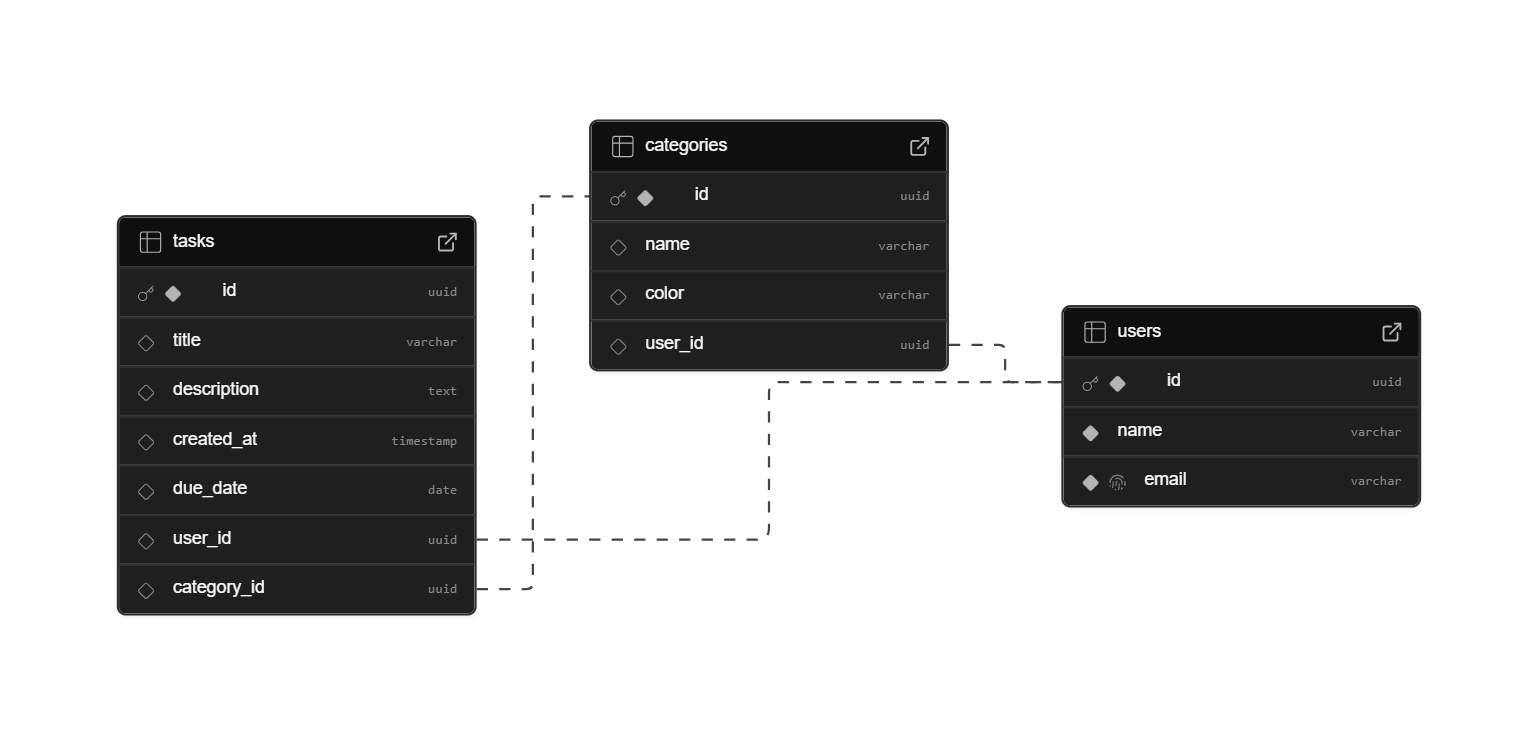 tasks
id uuid
title varchar
description text
created_at timestamp
due_date date
user_id uuid
category_id uuid
categories
id uuid
name varchar
color varchar
user_id uuid
users
id uuid
name varchar
email varchar